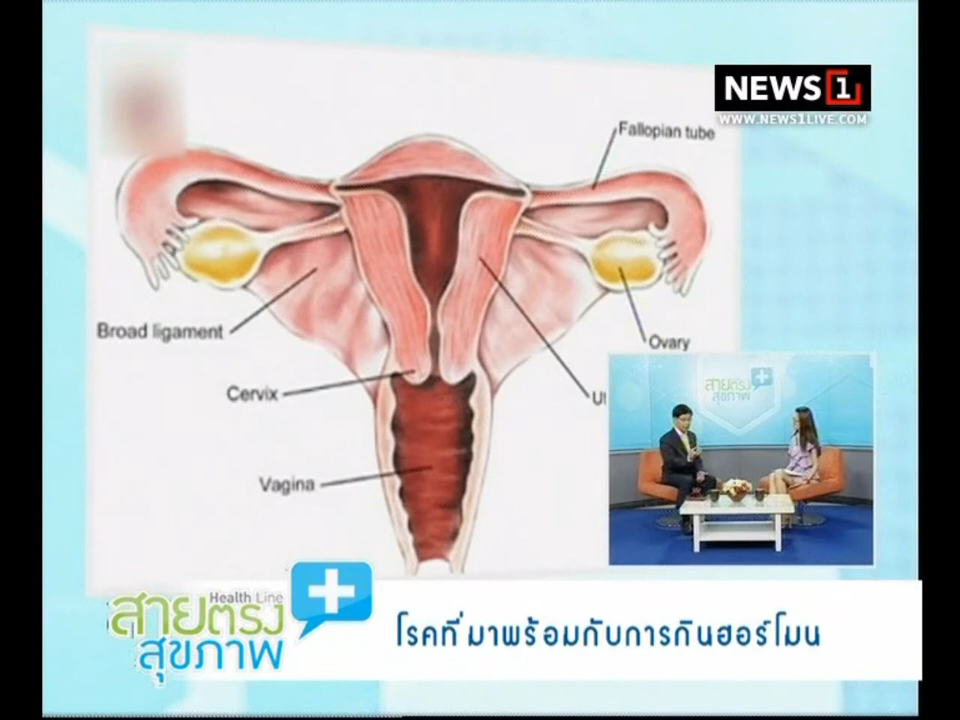 NEWS 1
WWW.NEWS1LIVE.COM
Fallopian tube
Broad ligament
Ovary
Cervix
Vagina
สายตรง
สุขภาพ
Health Line
สายตรง
สุขภาพ
โรคที่มาพร้อมกับการกินฮอร์โมน